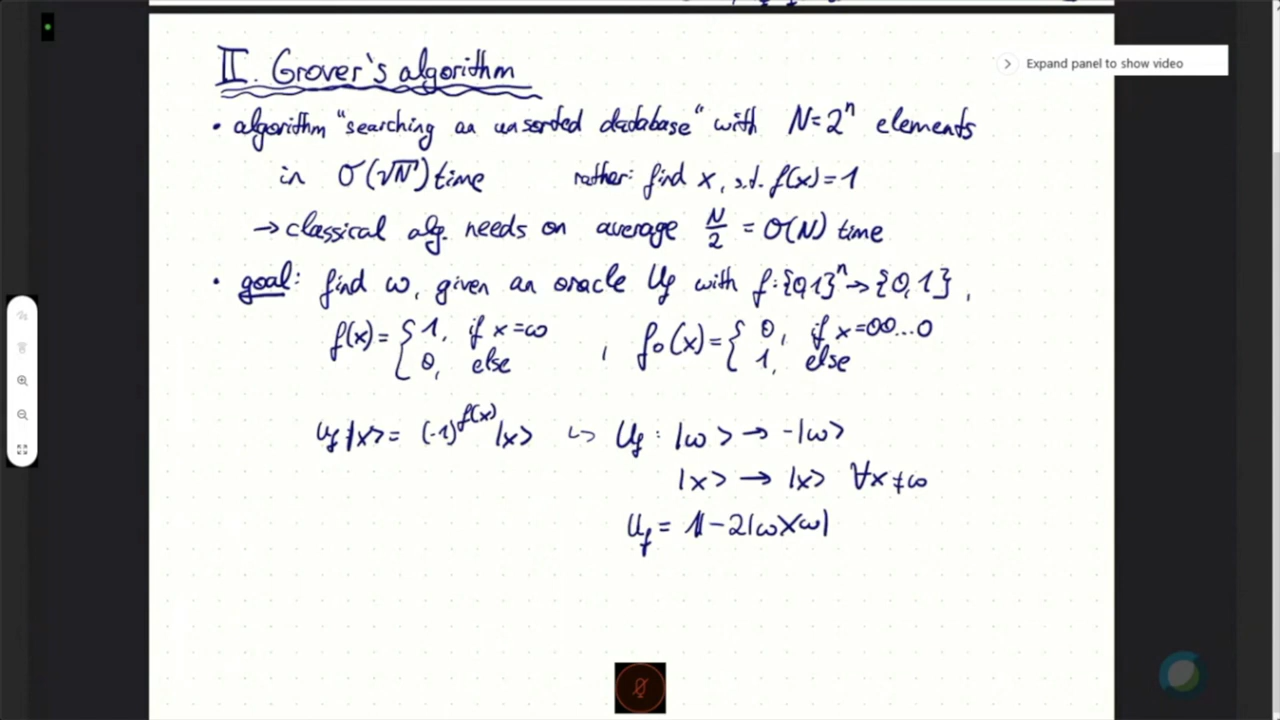 II. Grover's algorithm
Expand panel to show video
• algorithm "searching an unsorted database" with N=2ⁿ elements
in O(√N) time rather: find x, s.t. f(x)=1
→ classical alg. needs on average N/2 = O(N) time
• goal: find ω, given an oracle U_f with f:{0,1}ⁿ→{0,1},
f(x)= { 1, if x=ω , f₀(x)= { 0, if x=00...0
0, else 1, else
U_f|x> = (-1)^f(x) |x> ↪ U_f : |ω> → -|ω>
|x> → |x> ∀x≠ω
U_f = 𝟙-2|ω><ω|